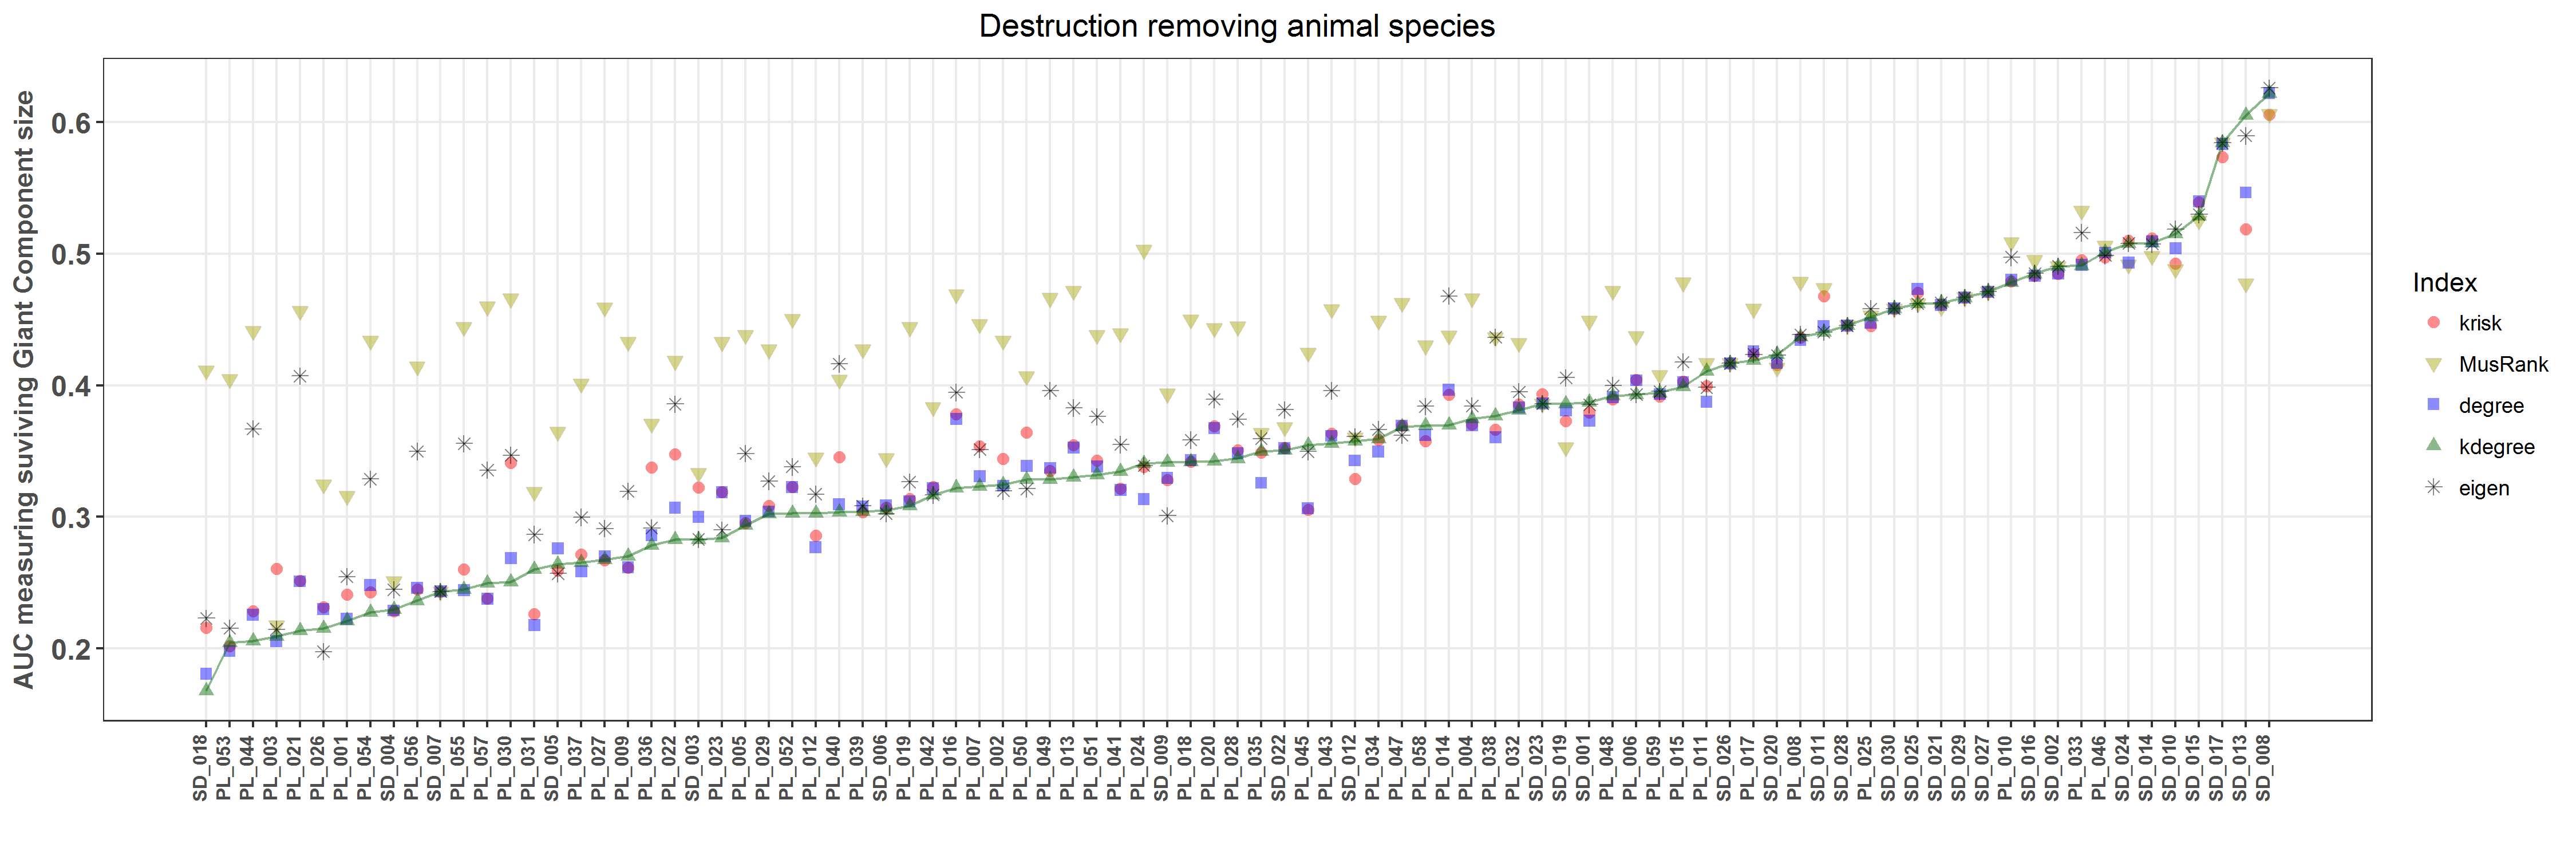 Destruction removing animal species
AUC measuring suviving Giant Component size
0.6
0.5
0.4
0.3
0.2
SD_018
PL_053
PL_044
PL_003
PL_021
PL_026
PL_001
PL_054
SD_004
PL_056
SD_007
PL_055
PL_057
PL_030
PL_031
SD_005
PL_037
PL_027
PL_009
PL_036
PL_022
SD_003
PL_023
PL_005
PL_029
PL_052
PL_012
PL_040
PL_039
SD_006
PL_019
PL_042
PL_016
PL_007
PL_002
PL_050
PL_049
PL_013
PL_051
PL_041
PL_024
SD_009
PL_018
PL_020
PL_028
PL_035
SD_022
PL_045
PL_043
SD_012
PL_034
PL_047
PL_058
PL_014
PL_004
PL_038
PL_032
SD_023
SD_019
SD_001
PL_048
PL_006
PL_059
PL_015
PL_011
SD_026
PL_017
SD_020
PL_008
SD_011
SD_028
PL_025
SD_030
SD_025
SD_021
SD_029
SD_027
PL_010
SD_016
SD_002
PL_033
PL_046
SD_024
SD_014
SD_010
SD_015
SD_017
SD_013
SD_008
Index
krisk
MusRank
degree
kdegree
eigen